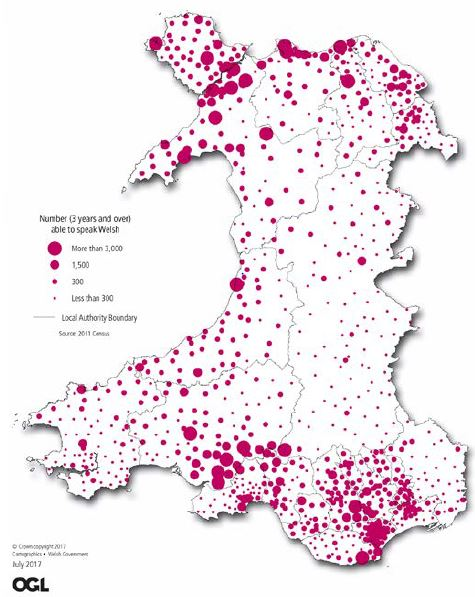 Number (3 years and over)
able to speak Welsh
More than 3,000
1,500
300
Less than 300
Local Authority Boundary
Source: 2011 Census
© Crown copyright 2017
Cartographics • Welsh Government
July 2017
OGL